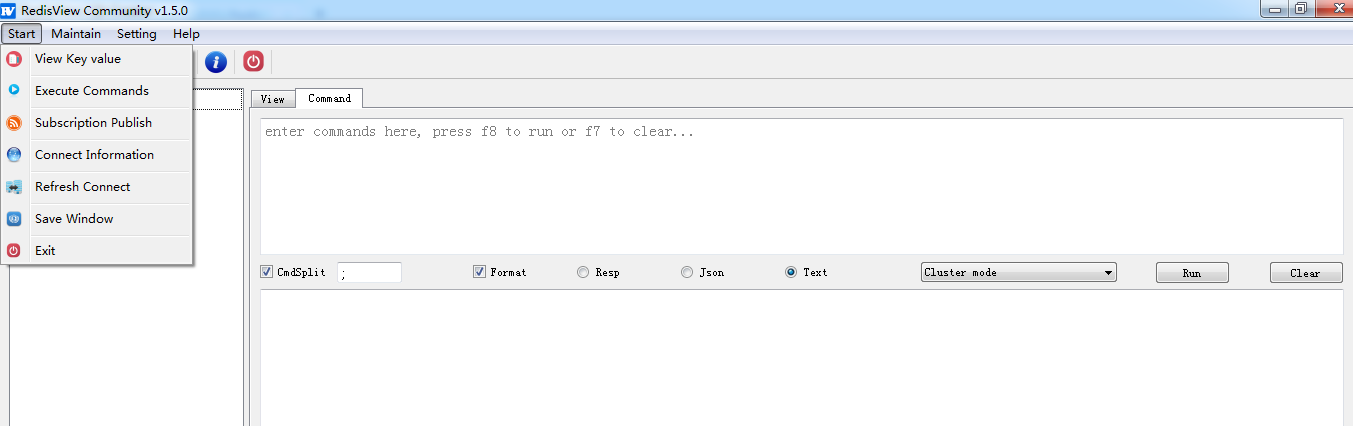 RedisView Community v1.5.0
Start Maintain Setting Help
View Key value
Execute Commands
Subscription Publish
Connect Information
Refresh Connect
Save Window
Exit
View Command
enter commands here, press f8 to run or f7 to clear...
CmdSplit ; Format Resp Json Text Cluster mode Run Clear